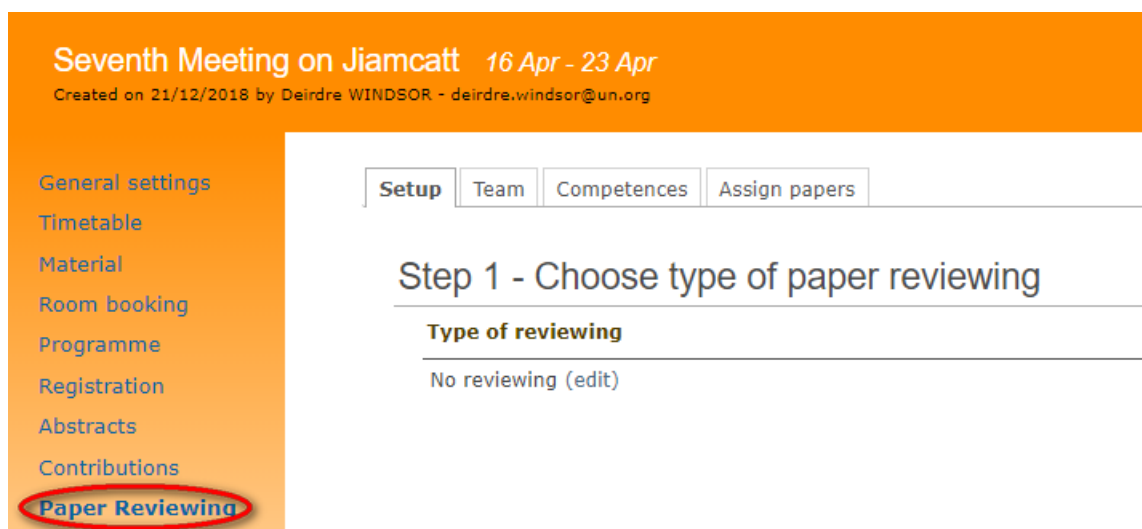 Seventh Meeting on Jiamcatt 16 Apr - 23 Apr
Created on 21/12/2018 by Deirdre WINDSOR - deirdre.windsor@un.org
General settings
Timetable
Material
Room booking
Programme
Registration
Abstracts
Contributions
Paper Reviewing
Setup Team Competences Assign papers
Step 1 - Choose type of paper reviewing
Type of reviewing
No reviewing (edit)